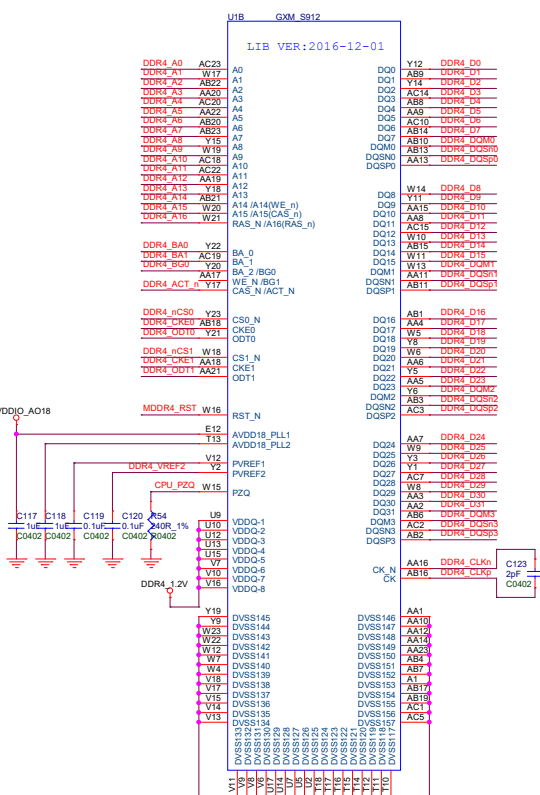 U1B GXM_S912
LIB VER:2016-12-01
DDR4_A0 AC23 A0
DDR4_A1 W17 A1
DDR4_A2 AB22 A2
DDR4_A3 AA20 A3
DDR4_A4 AC20 A4
DDR4_A5 AA22 A5
DDR4_A6 AB20 A6
DDR4_A7 AB23 A7
DDR4_A8 Y15 A8
DDR4_A9 W19 A9
DDR4_A10 AC18 A10
DDR4_A11 AC22 A11
DDR4_A12 AA19 A12
DDR4_A13 Y18 A13
DDR4_A14 AB21 A14 /A14(WE_n)
DDR4_A15 W20 A15 /A15(CAS_n)
DDR4_A16 W21 RAS_N /A16(RAS_n)
DDR4_BA0 Y22 BA_0
DDR4_BA1 AC19 BA_1
DDR4_BG0 Y20 BA_2 /BG0
AA17 WE_N /BG1
DDR4_ACT_n Y17 CAS_N /ACT_N
DDR4_nCS0 Y23 CS0_N
DDR4_CKE0 AB18 CKE0
DDR4_ODT0 Y21 ODT0
DDR4_nCS1 W18 CS1_N
DDR4_CKE1 AA18 CKE1
DDR4_ODT1 AA21 ODT1
MDDR4_RST W16 RST_N
VDDIO_AO18
E12 AVDD18_PLL1
T13 AVDD18_PLL2
V12 PVREF1
DDR4_VREF2 Y2 PVREF2
CPU_PZQ W15 PZQ
C117 1uF C0402
C118 1uF C0402
C119 0.1uF C0402
C120 0.1uF C0402
R54 240R_1% R0402
U9 VDDQ-1
U10 VDDQ-2
U12 VDDQ-3
U13 VDDQ-4
U15 VDDQ-5
V7 VDDQ-6
V10 VDDQ-7
V16 VDDQ-8
DDR4_1.2V
Y19 DVSS145
Y9 DVSS144
W23 DVSS143
W22 DVSS142
W12 DVSS141
W7 DVSS140
W4 DVSS139
V18 DVSS138
V17 DVSS137
V15 DVSS136
V14 DVSS135
V13 DVSS134
DQ0 Y12 DDR4_D0
DQ1 AB9 DDR4_D1
DQ2 Y14 DDR4_D2
DQ3 AC14 DDR4_D3
DQ4 AB8 DDR4_D4
DQ5 AA9 DDR4_D5
DQ6 AC10 DDR4_D6
DQ7 AB14 DDR4_D7
DQM0 AB10 DDR4_DQM0
DQSN0 AB13 DDR4_DQSn0
DQSP0 AA13 DDR4_DQSp0
DQ8 W14 DDR4_D8
DQ9 Y11 DDR4_D9
DQ10 AA15 DDR4_D10
DQ11 AA8 DDR4_D11
DQ12 AC15 DDR4_D12
DQ13 W10 DDR4_D13
DQ14 AB15 DDR4_D14
DQ15 W11 DDR4_D15
DQM1 W13 DDR4_DQM1
DQSN1 AA11 DDR4_DQSn1
DQSP1 AB11 DDR4_DQSp1
DQ16 AB1 DDR4_D16
DQ17 AA4 DDR4_D17
DQ18 W5 DDR4_D18
DQ19 Y8 DDR4_D19
DQ20 W6 DDR4_D20
DQ21 AA6 DDR4_D21
DQ22 Y5 DDR4_D22
DQ23 AA5 DDR4_D23
DQM2 Y6 DDR4_DQM2
DQSN2 AB3 DDR4_DQSn2
DQSP2 AC3 DDR4_DQSp2
DQ24 AA7 DDR4_D24
DQ25 W9 DDR4_D25
DQ26 Y3 DDR4_D26
DQ27 Y1 DDR4_D27
DQ28 AC7 DDR4_D28
DQ29 W8 DDR4_D29
DQ30 AA3 DDR4_D30
DQ31 AA2 DDR4_D31
DQM3 AB6 DDR4_DQM3
DQSN3 AC2 DDR4_DQSn3
DQSP3 AB2 DDR4_DQSp3
CK_N AA16 DDR4_CLKn
CK AB16 DDR4_CLKp
C123
2pF
C0402
DVSS146 AA1
DVSS147 AA10
DVSS148 AA12
DVSS149 AA14
DVSS150 AA23
DVSS151 AB4
DVSS152 AB7
DVSS153 A1
DVSS154 AB17
DVSS155 AB19
DVSS156 AC1
DVSS157 AC5
DVSS133 V11
DVSS132 V9
DVSS131 V8
DVSS130 V6
DVSS129 U17
DVSS128 U14
DVSS127 U7
DVSS126 U5
DVSS125 U2
DVSS124 T18
DVSS123 T17
DVSS122 T16
DVSS121 T15
DVSS120 T14
DVSS119 T12
DVSS118 T11
DVSS117 T10